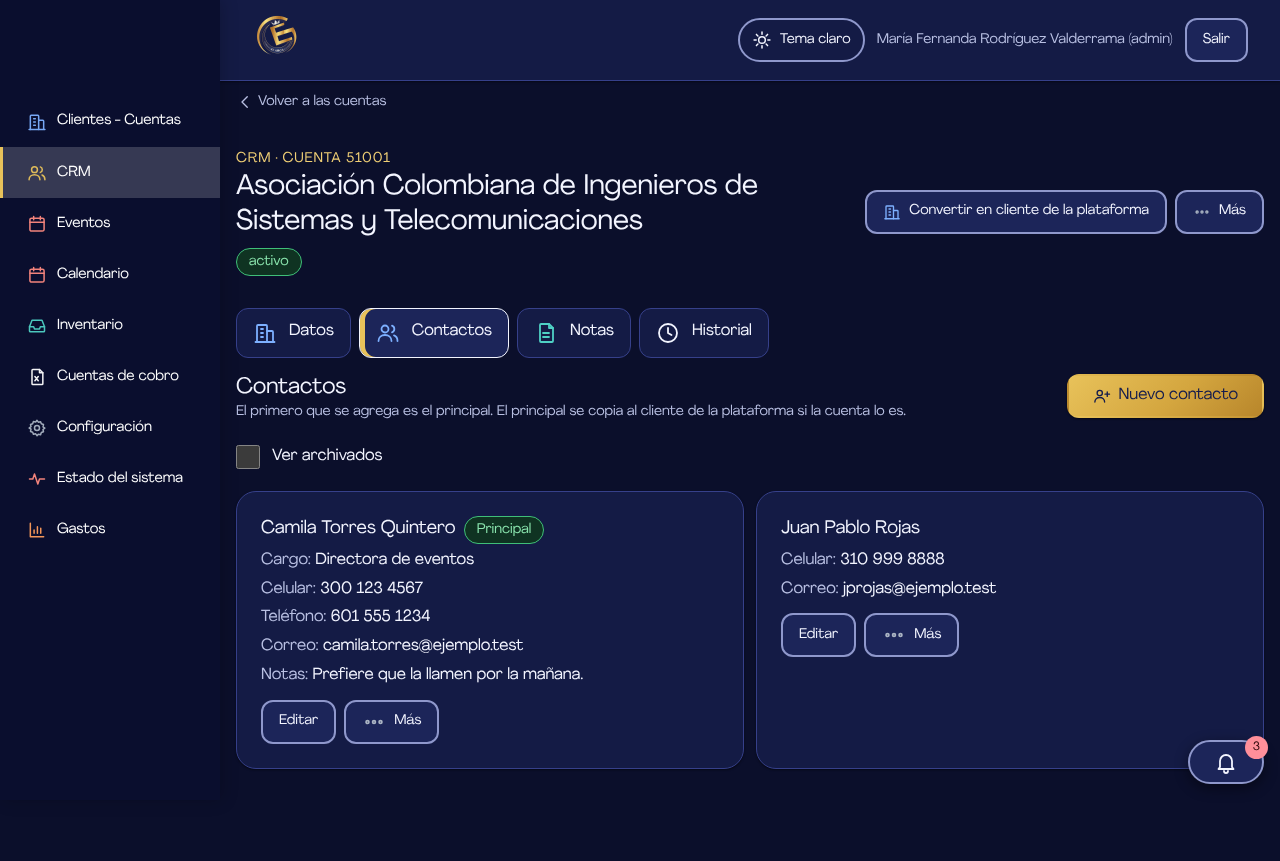 Tema claro
María Fernanda Rodríguez Valderrama (admin)
Salir
Clientes - Cuentas
CRM
Eventos
Calendario
Inventario
Cuentas de cobro
Configuración
Estado del sistema
Gastos
Volver a las cuentas
CRM · CUENTA 51001
Asociación Colombiana de Ingenieros de
Sistemas y Telecomunicaciones
activo
Convertir en cliente de la plataforma
Más
Datos
Contactos
Notas
Historial
Contactos
El primero que se agrega es el principal. El principal se copia al cliente de la plataforma si la cuenta lo es.
Nuevo contacto
Ver archivados
Camila Torres Quintero Principal
Cargo: Directora de eventos
Celular: 300 123 4567
Teléfono: 601 555 1234
Correo: camila.torres@ejemplo.test
Notas: Prefiere que la llamen por la mañana.
Editar
Más
Juan Pablo Rojas
Celular: 310 999 8888
Correo: jprojas@ejemplo.test
Editar
Más
3